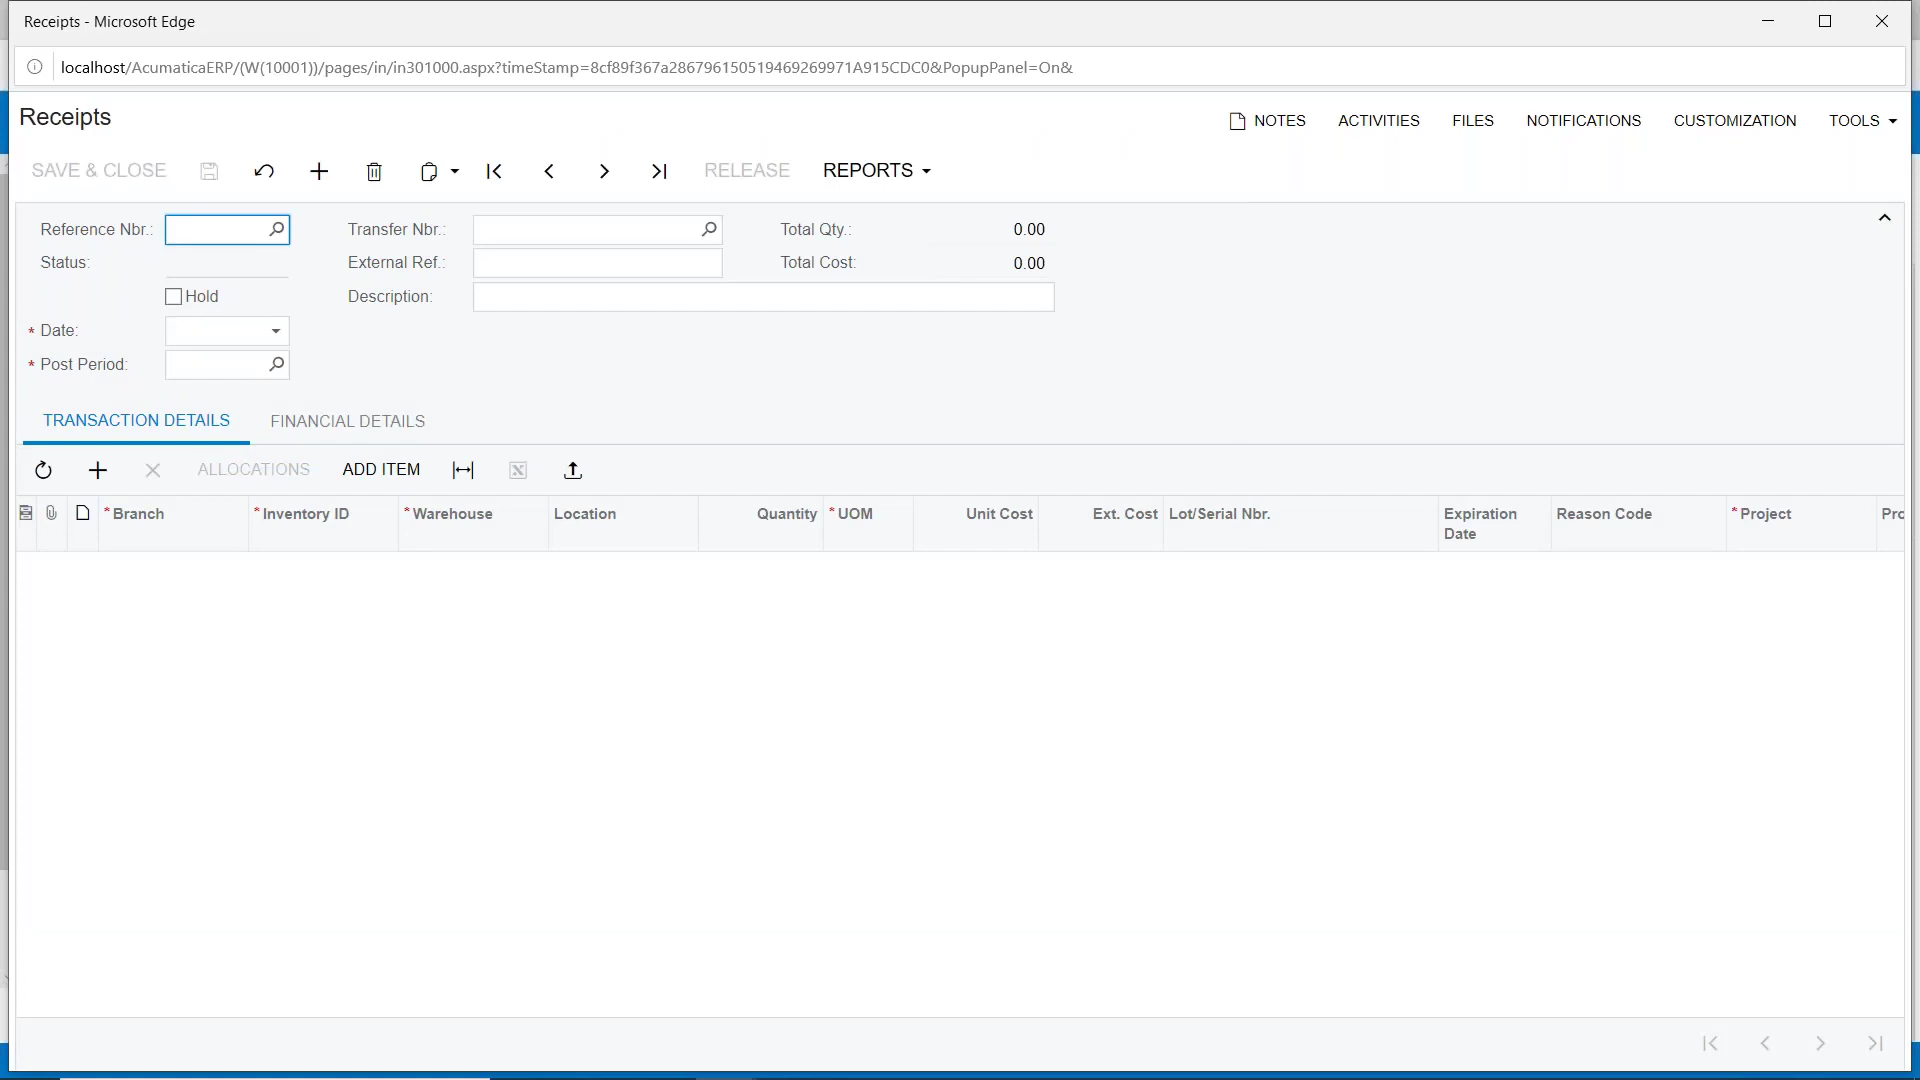 Receipts - Microsoft Edge
localhost/AcumaticaERP/(W(10001))/pages/in/in301000.aspx?timeStamp=8cf89f367a286796150519469269971A915CDC0&PopupPanel=On&
Receipts
NOTES ACTIVITIES FILES NOTIFICATIONS CUSTOMIZATION TOOLS
SAVE & CLOSE RELEASE REPORTS
Reference Nbr.: Transfer Nbr.: Total Qty.: 0.00
Status: External Ref.: Total Cost: 0.00
Hold Description:
* Date:
* Post Period:
TRANSACTION DETAILS FINANCIAL DETAILS
ALLOCATIONS ADD ITEM
* Branch * Inventory ID * Warehouse Location Quantity * UOM Unit Cost Ext. Cost Lot/Serial Nbr. Expiration Date Reason Code * Project Pro